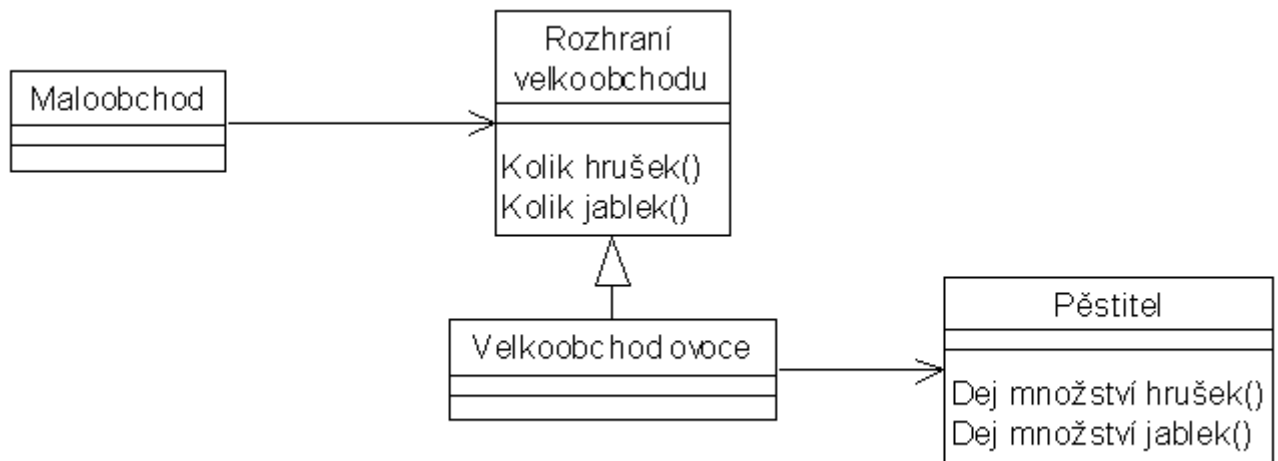 Rozhraní
velkoobchodu
Maloobchod
Kolik hrušek()
Kolik jablek()
Velkoobchod ovoce
Pěstitel
Dej množství hrušek()
Dej množství jablek()